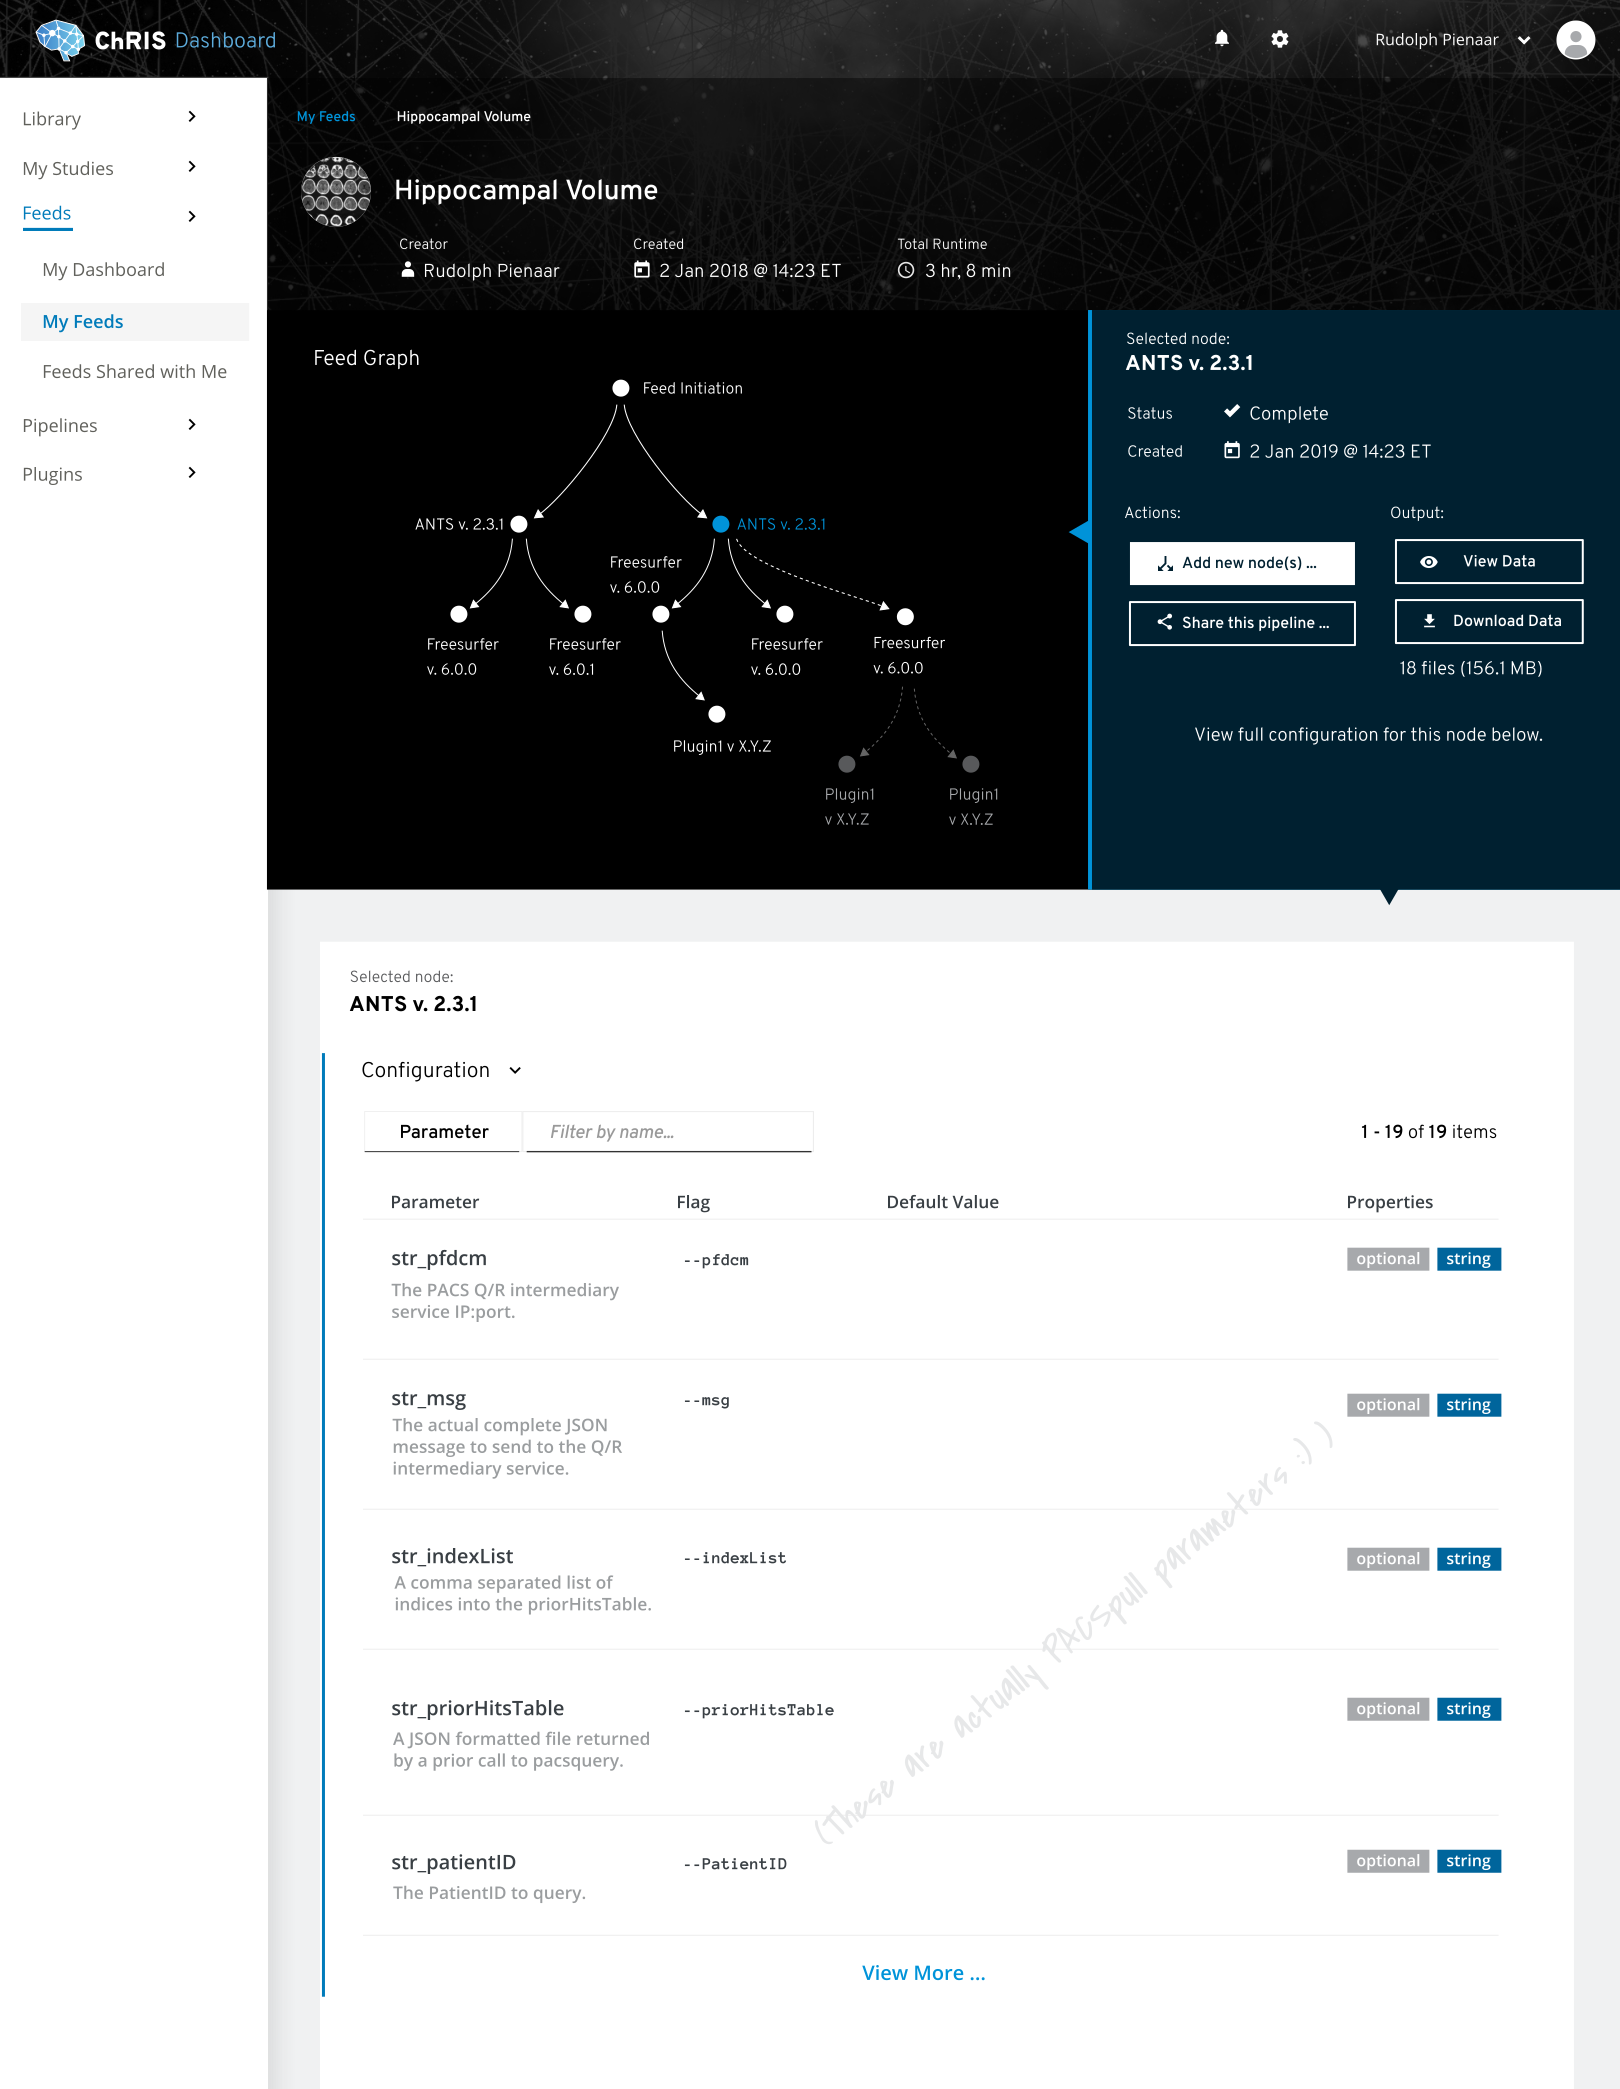 ChRIS Dashboard
Rudolph Pienaar
Library
My Studies
Feeds
My Dashboard
My Feeds
Feeds Shared with Me
Pipelines
Plugins
My Feeds
Hippocampal Volume
Hippocampal Volume
Creator
Rudolph Pienaar
Created
2 Jan 2018 @ 14:23 ET
Total Runtime
3 hr, 8 min
Feed Graph
Feed Initiation
ANTS v. 2.3.1
ANTS v. 2.3.1
Freesurfer
v. 6.0.0
Freesurfer
v. 6.0.0
Freesurfer
v. 6.0.1
Freesurfer
v. 6.0.0
Freesurfer
v. 6.0.0
Plugin1 v X.Y.Z
Plugin1
v X.Y.Z
Plugin1
v X.Y.Z
Selected node:
ANTS v. 2.3.1
Status
Complete
Created
2 Jan 2019 @ 14:23 ET
Actions:
Add new node(s) ...
Share this pipeline ...
Output:
View Data
Download Data
18 files (156.1 MB)
View full configuration for this node below.
Selected node:
ANTS v. 2.3.1
Configuration
Parameter
Filter by name...
1 - 19 of 19 items
Parameter Flag Default Value Properties
str_pfdcm --pfdcm optional string
The PACS Q/R intermediary
service IP:port.
str_msg --msg optional string
The actual complete JSON
message to send to the Q/R
intermediary service.
str_indexList --indexList optional string
A comma separated list of
indices into the priorHitsTable.
str_priorHitsTable --priorHitsTable optional string
A JSON formatted file returned
by a prior call to pacsquery.
str_patientID --PatientID optional string
The PatientID to query.
(These are actually PACSpull parameters :) )
View More ...